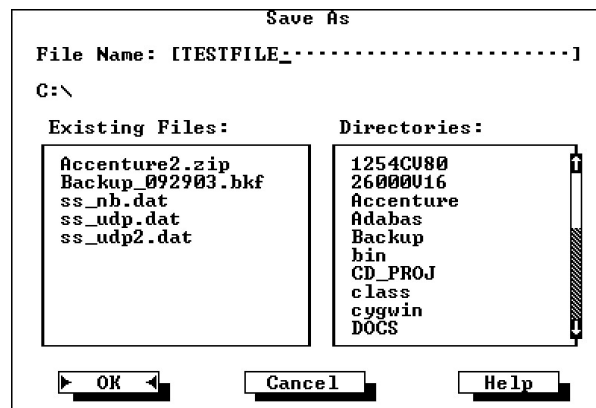 Save As
File Name: [TESTFILE_·······················]
C:\
Existing Files:
Accenture2.zip
Backup_092903.bkf
ss_nb.dat
ss_udp.dat
ss_udp2.dat
Directories:
1254CV80
26000V16
Accenture
Adabas
Backup
bin
CD_PROJ
class
cygwin
DOCS
OK
Cancel
Help